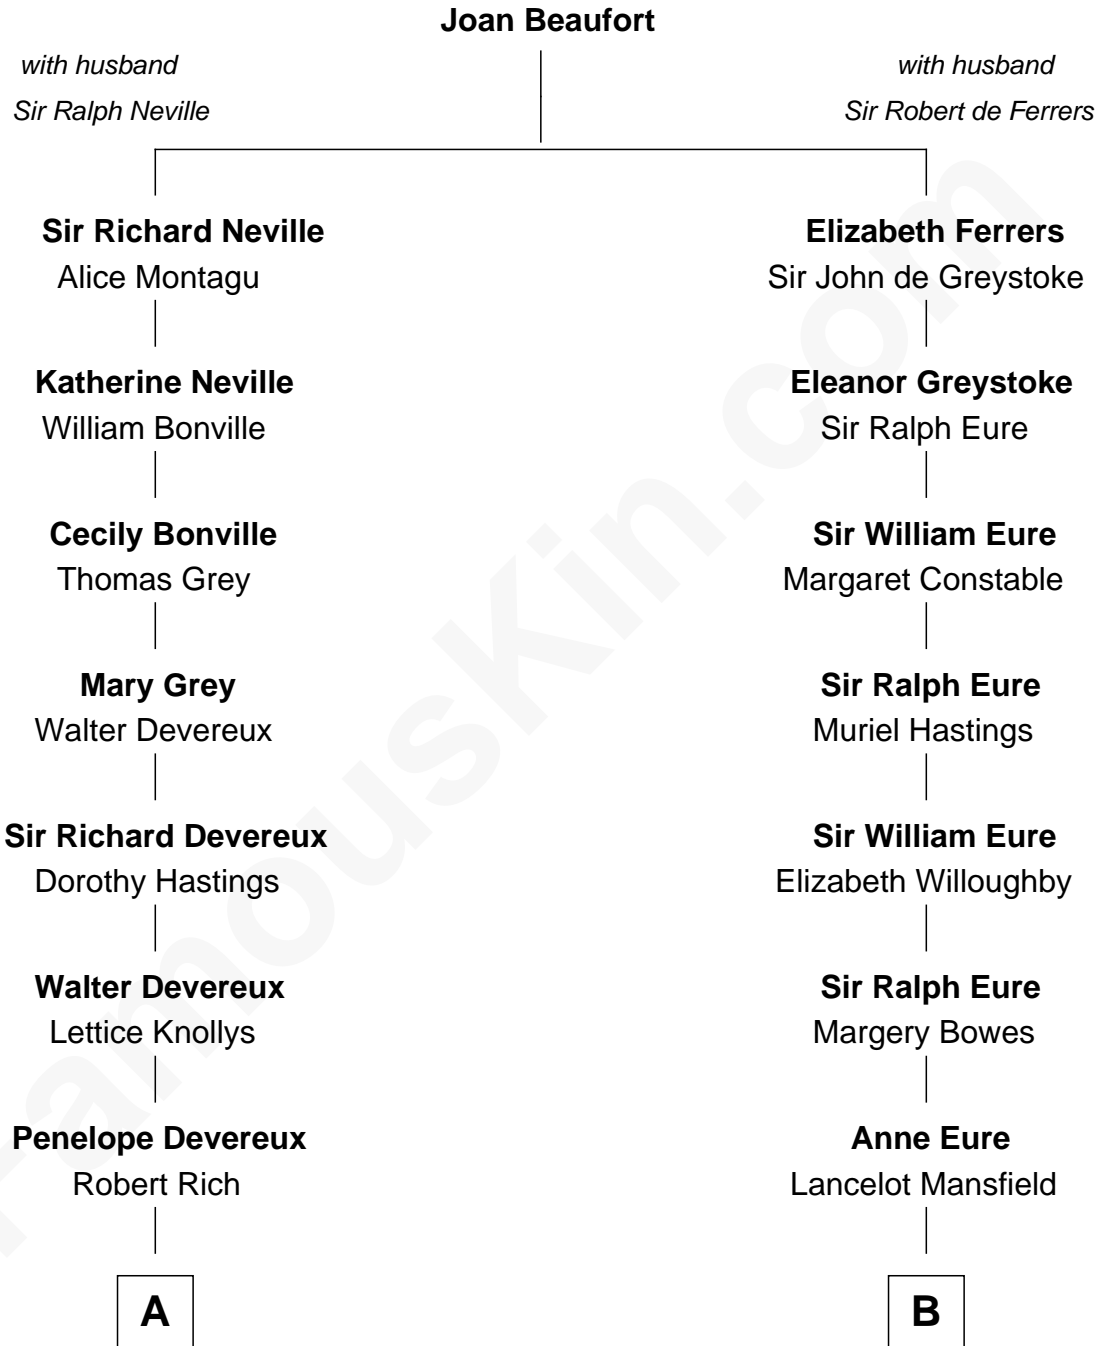 Joan Beaufort
with husband
Sir Ralph Neville
with husband
Sir Robert de Ferrers
Sir Richard Neville
Alice Montagu
Elizabeth Ferrers
Sir John de Greystoke
Katherine Neville
William Bonville
Eleanor Greystoke
Sir Ralph Eure
Cecily Bonville
Thomas Grey
Sir William Eure
Margaret Constable
Mary Grey
Walter Devereux
Sir Ralph Eure
Muriel Hastings
Sir Richard Devereux
Dorothy Hastings
Sir William Eure
Elizabeth Willoughby
Walter Devereux
Lettice Knollys
Sir Ralph Eure
Margery Bowes
Penelope Devereux
Robert Rich
Anne Eure
Lancelot Mansfield
A
B
FamousKin.com